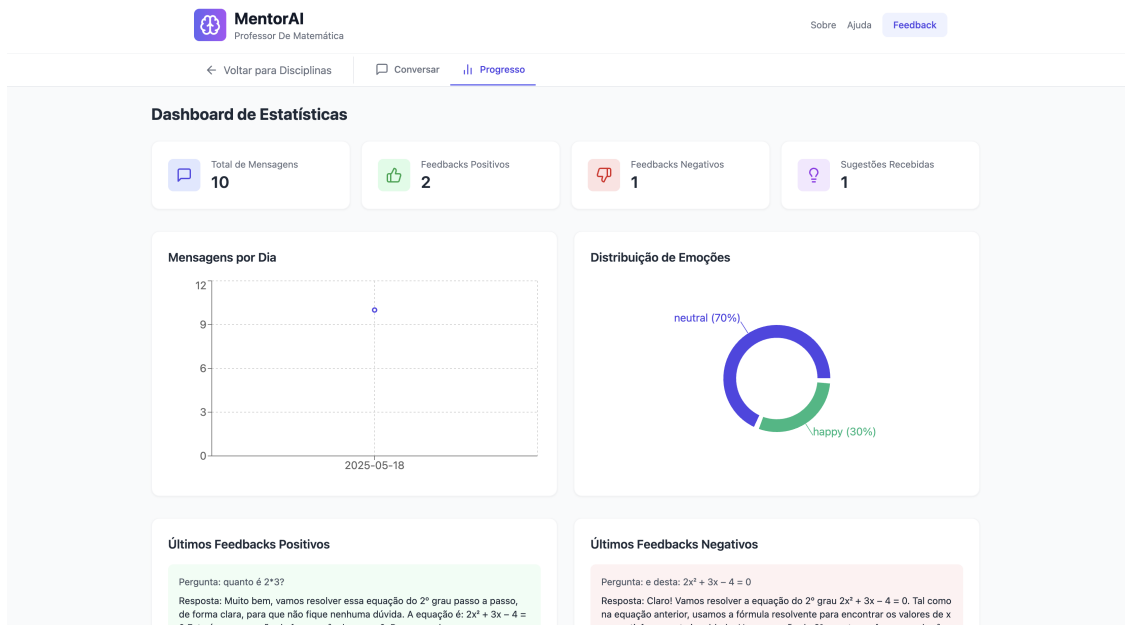 MentorAI
Professor De Matemática
Sobre
Ajuda
Feedback
Voltar para Disciplinas
Conversar
Progresso
Dashboard de Estatísticas
Total de Mensagens
10
Feedbacks Positivos
2
Feedbacks Negativos
1
Sugestões Recebidas
1
Mensagens por Dia
12
9
6
3
0
2025-05-18
Distribuição de Emoções
neutral (70%)
happy (30%)
Últimos Feedbacks Positivos
Pergunta: quanto é 2*3?
Resposta: Muito bem, vamos resolver essa equação do 2º grau passo a passo,
de forma clara, para que não fique nenhuma dúvida. A equação é: 2x² + 3x – 4 =
Últimos Feedbacks Negativos
Pergunta: e desta: 2x² + 3x – 4 = 0
Resposta: Claro! Vamos resolver a equação do 2° grau 2x² + 3x – 4 = 0. Tal como
na equação anterior, usamos a fórmula resolvente para encontrar os valores de x